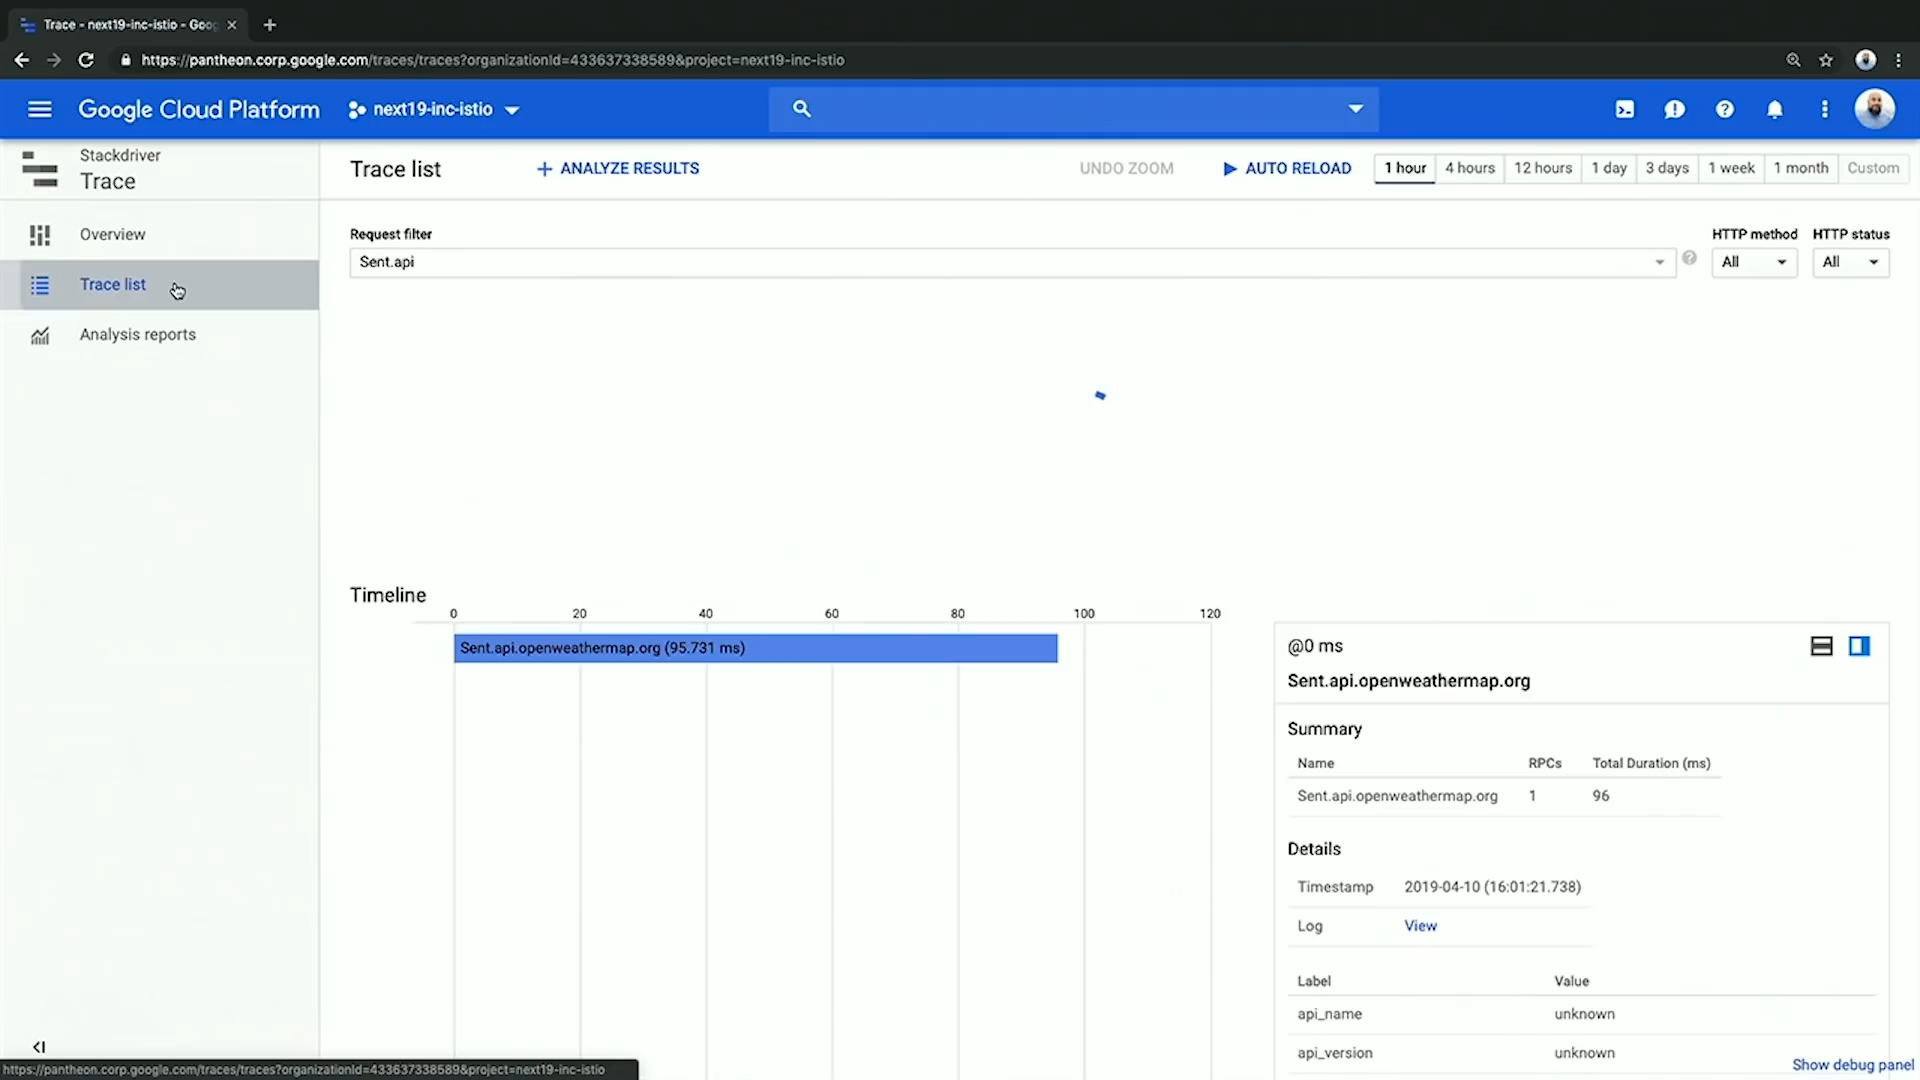 Trace - next19-inc-istio - Goog
https://pantheon.corp.google.com/traces/traces?organizationId=433637338589&project=next19-inc-istio
Google Cloud Platform
next19-inc-istio
Stackdriver
Trace
Trace list
ANALYZE RESULTS
UNDO ZOOM
AUTO RELOAD
1 hour
4 hours
12 hours
1 day
3 days
1 week
1 month
Custom
Overview
Trace list
Analysis reports
Request filter
HTTP method
HTTP status
Sent.api
All
All
Timeline
0 20 40 60 80 100 120
Sent.api.openweathermap.org (95.731 ms)
@0 ms
Sent.api.openweathermap.org
Summary
Name RPCs Total Duration (ms)
Sent.api.openweathermap.org 1 96
Details
Timestamp 2019-04-10 (16:01:21.738)
Log View
Label Value
api_name unknown
api_version unknown
Show debug panel
https://pantheon.corp.google.com/traces/traces?organizationId=433637338589&project=next19-inc-istio